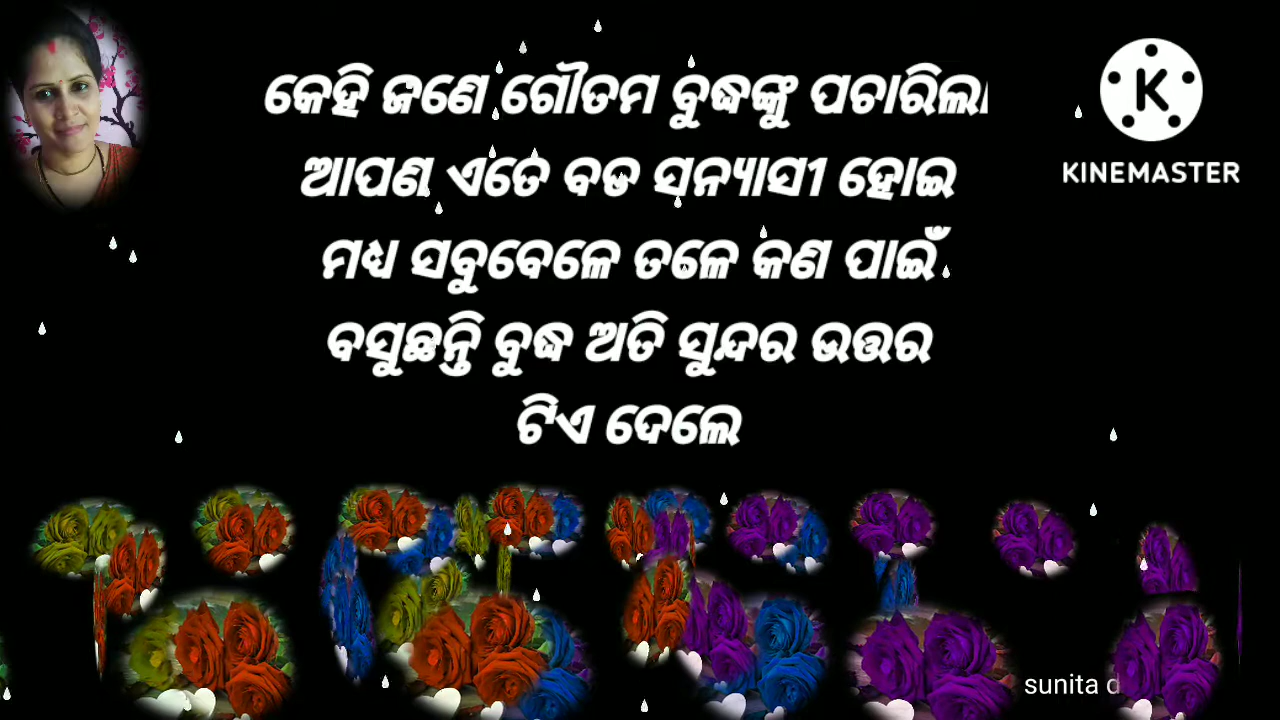 କେହି ଜଣେ ଗୌତମ ବୁଦ୍ଧଙ୍କୁ ପଚାରିଲା
ଆପଣ ଏତେ ବଡ ସନ୍ୟାସୀ ହୋଇ
ମଧ୍ୟ ସବୁବେଳେ ତଳେ କଣ ପାଇଁ
ବସୁଛନ୍ତି ବୁଦ୍ଧ ଅତି ସୁନ୍ଦର ଉତ୍ତର
ଟିଏ ଦେଲେ
K
KINEMASTER
sunita d